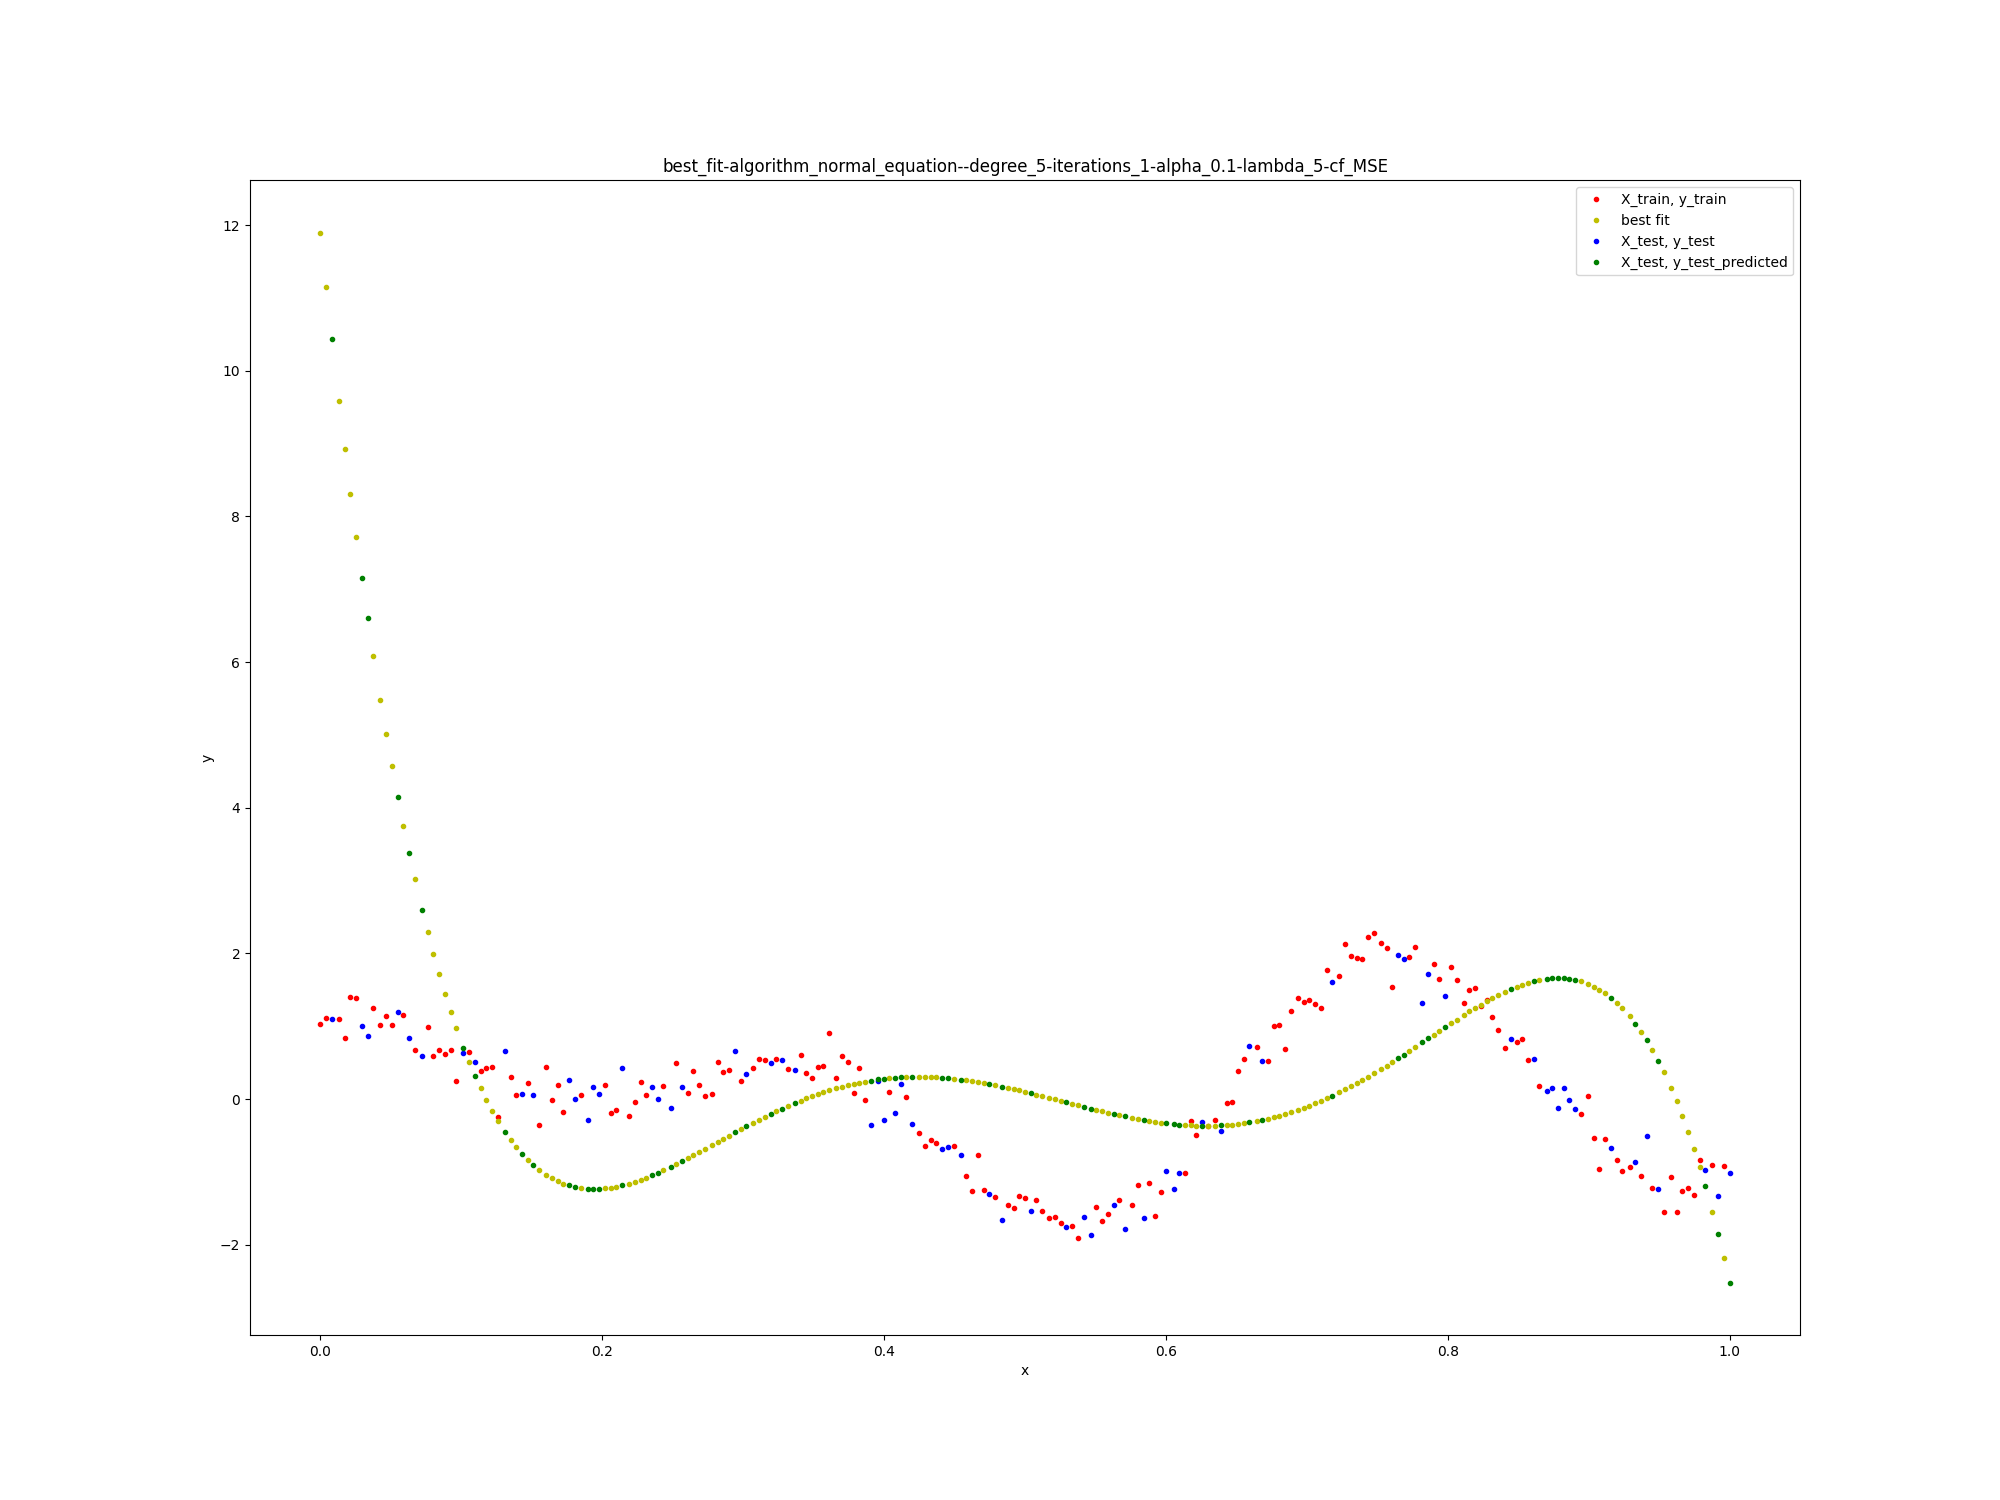 best_fit-algorithm_normal_equation--degree_5-iterations_1-alpha_0.1-lambda_5-cf_MSE
X_train, y_train
best fit
X_test, y_test
X_test, y_test_predicted
12
10
8
6
4
2
0
−2
y
0.0 0.2 0.4 0.6 0.8 1.0
x